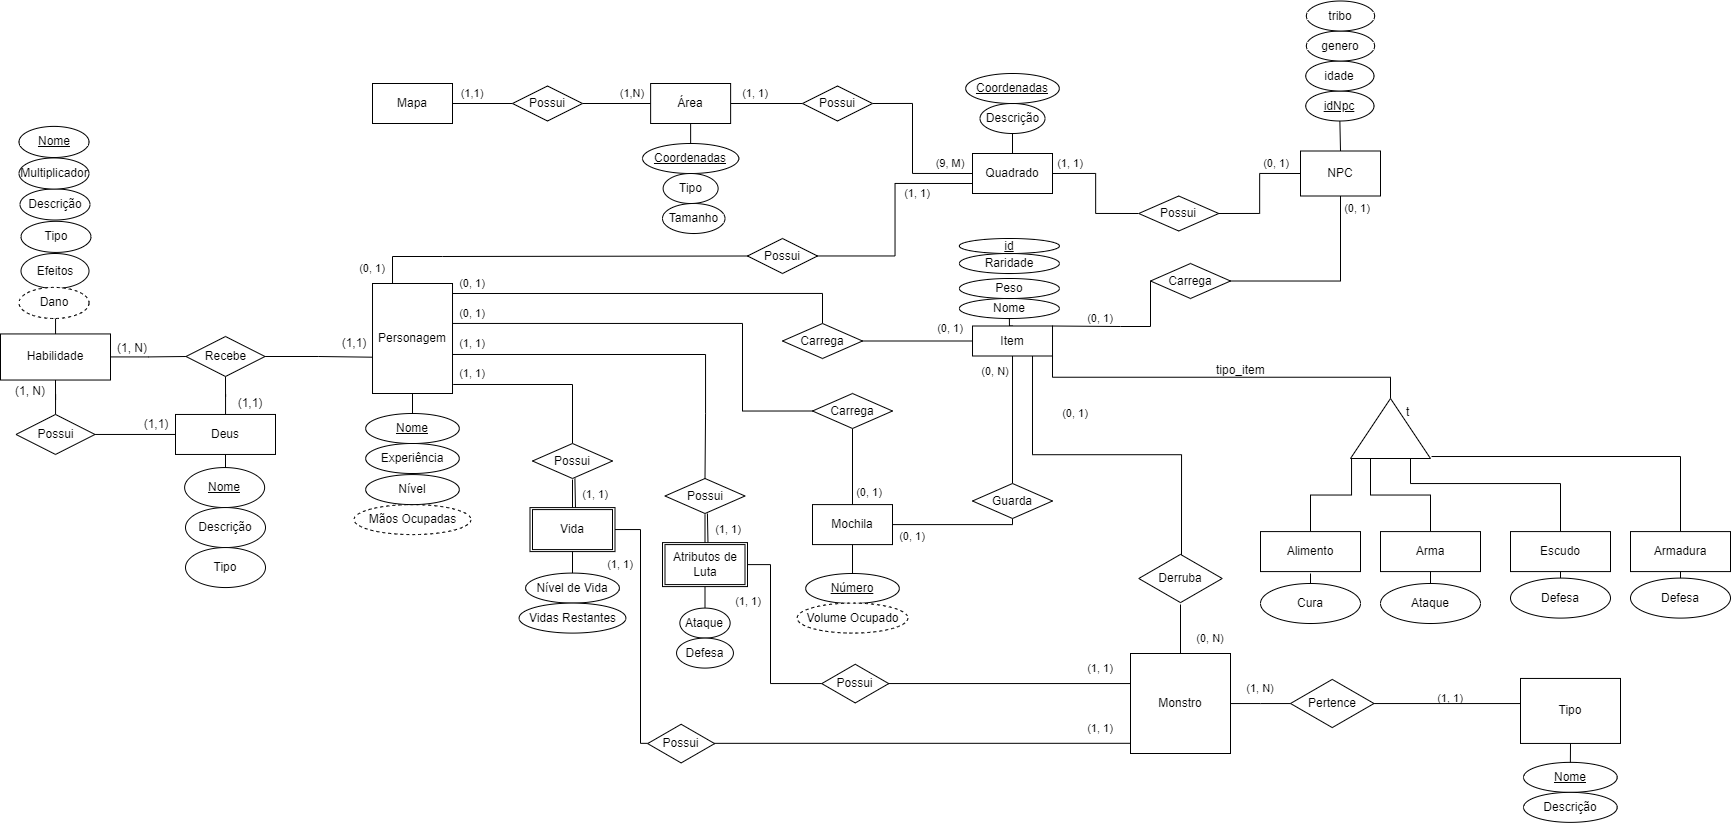 tribo
genero
idade
idNpc
Mapa
(1,1)
Possui
(1,N)
Área
(1, 1)
Possui
Coordenadas
Descrição
Coordenadas
Tipo
Tamanho
(9, M)
Quadrado
(1, 1)
(1, 1)
Possui
(0, 1)
NPC
(0, 1)
Nome
Multiplicador
Descrição
Tipo
Efeitos
Dano
Habilidade
(1, N)
Recebe
(1,1)
(1, N)
Possui
(1,1)
(1,1)
Deus
Nome
Descrição
Tipo
(0, 1)
Possui
Personagem
(0, 1)
(0, 1)
(1, 1)
(1, 1)
Nome
Experiência
Nível
Mãos Ocupadas
id
Raridade
Peso
Nome
Item
Carrega
(0, 1)
(0, 1)
Carrega
(0, N)
(0, 1)
tipo_item
t
Carrega
(0, 1)
Mochila
(0, 1)
Guarda
Número
Volume Ocupado
Possui
(1, 1)
Vida
(1, 1)
Nível de Vida
Vidas Restantes
Possui
(1, 1)
Atributos de
Luta
(1, 1)
Ataque
Defesa
Alimento
Arma
Escudo
Armadura
Cura
Ataque
Defesa
Defesa
Derruba
(0, N)
Possui
(1, 1)
Possui
(1, 1)
Monstro
(1, N)
Pertence
(1, 1)
Tipo
Nome
Descrição